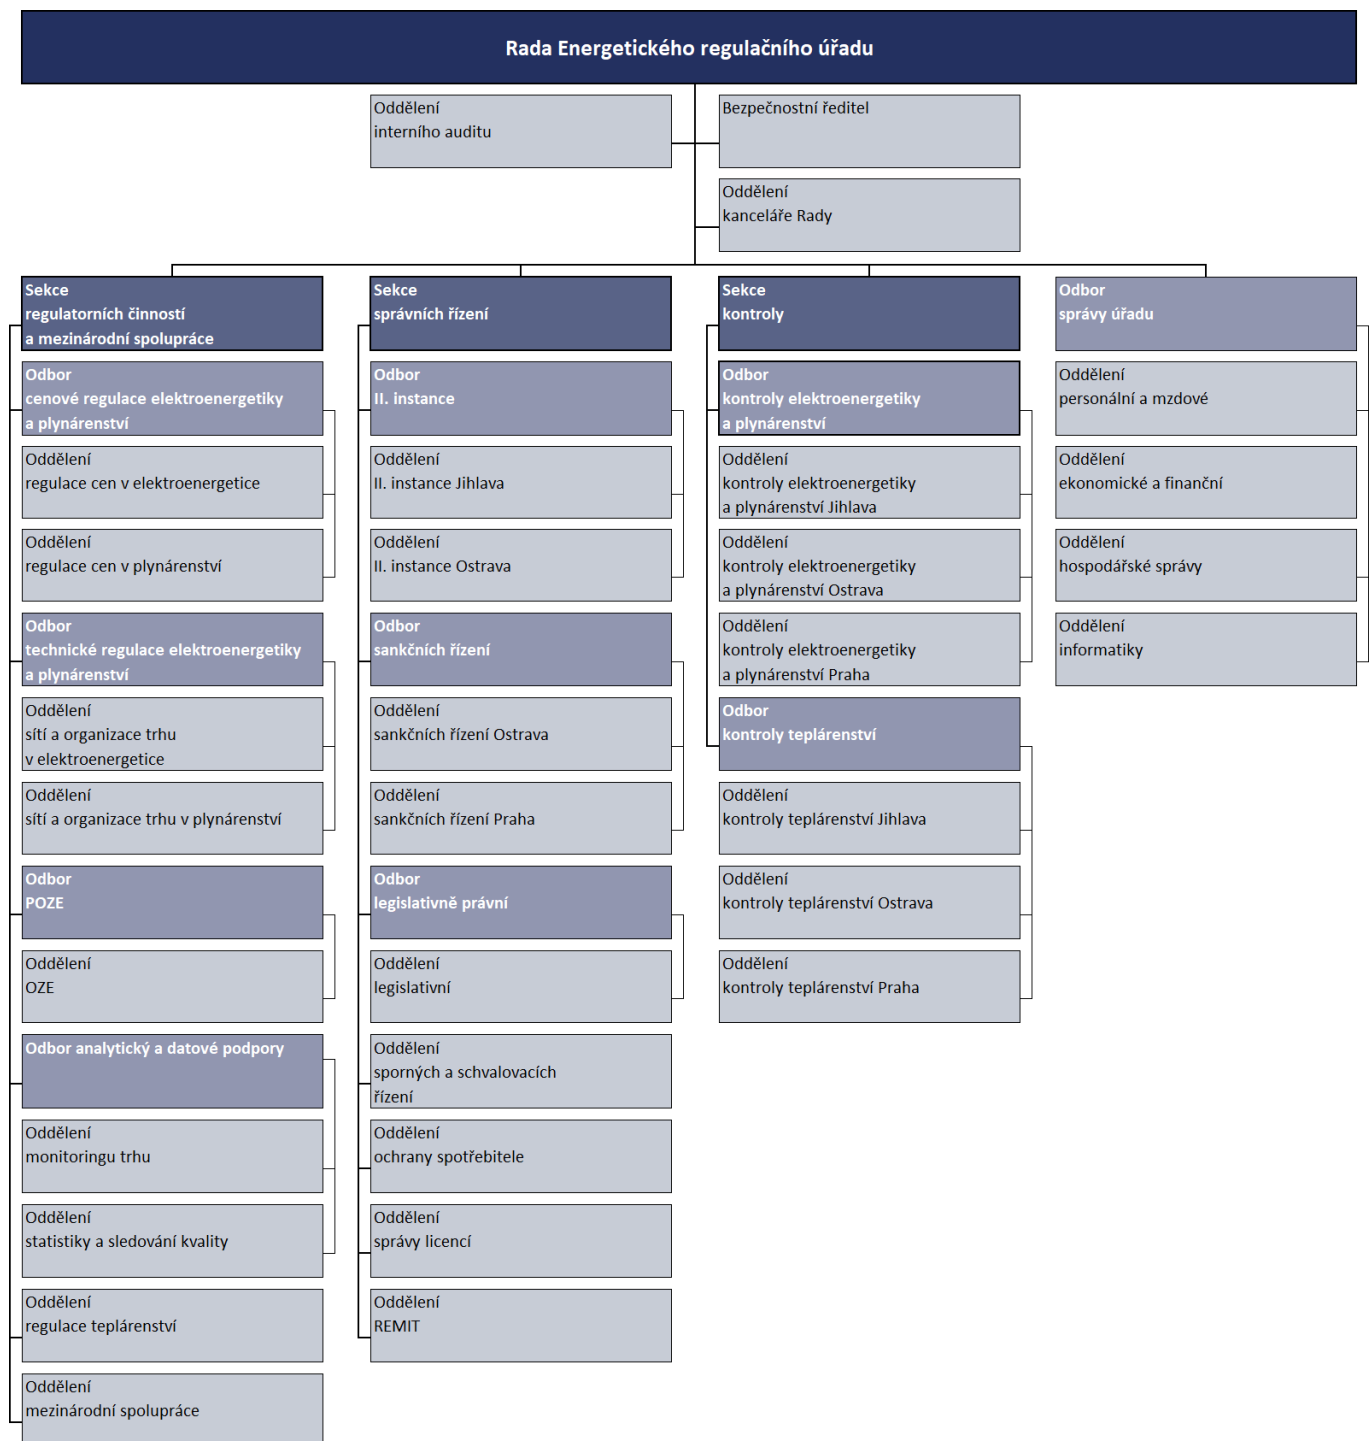 Rada Energetického regulačního úřadu
Oddělení
interního auditu
Bezpečnostní ředitel
Oddělení
kanceláře Rady
Sekce
regulatorních činností
a mezinárodní spolupráce
Odbor
cenové regulace elektroenergetiky
a plynárenství
Oddělení
regulace cen v elektroenergetice
Oddělení
regulace cen v plynárenství
Odbor
technické regulace elektroenergetiky
a plynárenství
Oddělení
sítí a organizace trhu
v elektroenergetice
Oddělení
sítí a organizace trhu v plynárenství
Odbor
POZE
Oddělení
OZE
Odbor analytický a datové podpory
Oddělení
monitoringu trhu
Oddělení
statistiky a sledování kvality
Oddělení
regulace teplárenství
Oddělení
mezinárodní spolupráce
Sekce
správních řízení
Odbor
II. instance
Oddělení
II. instance Jihlava
Oddělení
II. instance Ostrava
Odbor
sankčních řízení
Oddělení
sankčních řízení Ostrava
Oddělení
sankčních řízení Praha
Odbor
legislativně právní
Oddělení
legislativní
Oddělení
sporných a schvalovacích
řízení
Oddělení
ochrany spotřebitele
Oddělení
správy licencí
Oddělení
REMIT
Sekce
kontroly
Odbor
kontroly elektroenergetiky
a plynárenství
Oddělení
kontroly elektroenergetiky
a plynárenství Jihlava
Oddělení
kontroly elektroenergetiky
a plynárenství Ostrava
Oddělení
kontroly elektroenergetiky
a plynárenství Praha
Odbor
kontroly teplárenství
Oddělení
kontroly teplárenství Jihlava
Oddělení
kontroly teplárenství Ostrava
Oddělení
kontroly teplárenství Praha
Odbor
správy úřadu
Oddělení
personální a mzdové
Oddělení
ekonomické a finanční
Oddělení
hospodářské správy
Oddělení
informatiky